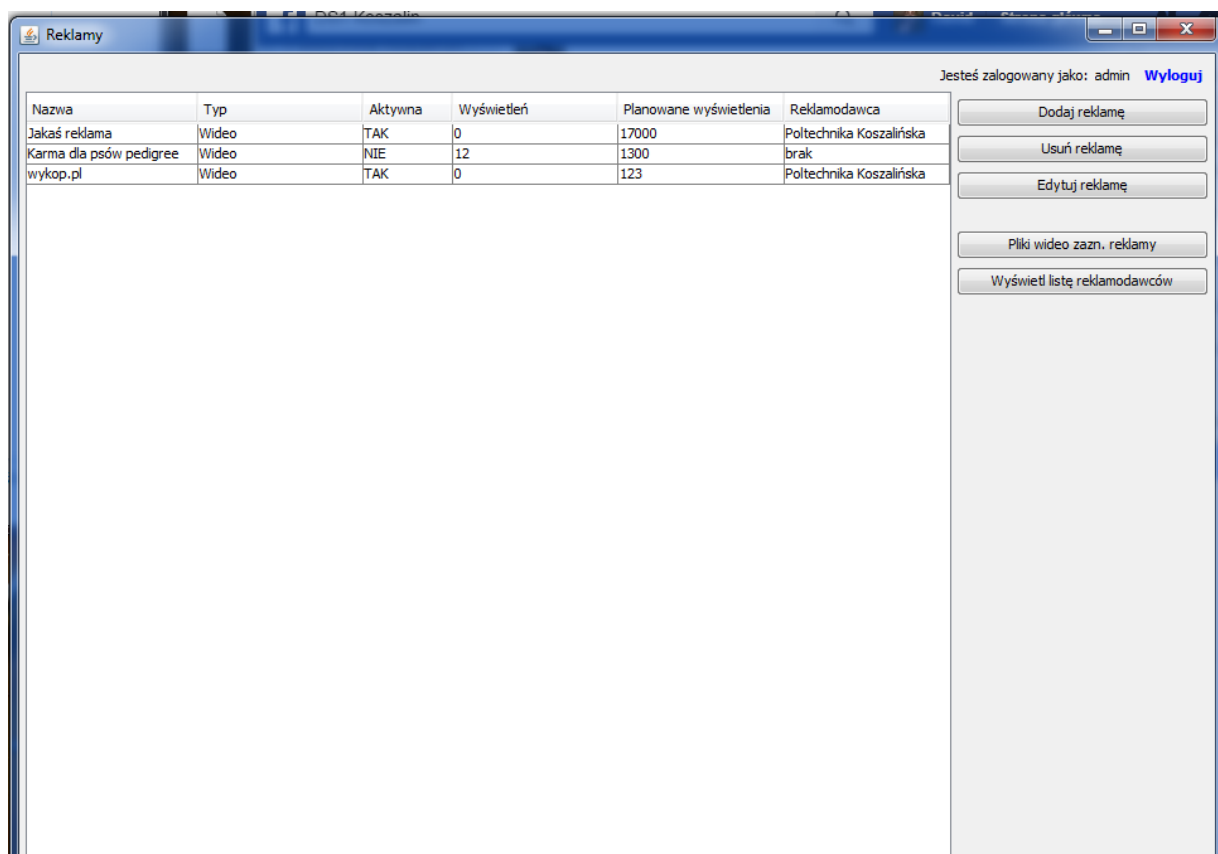 Reklamy
Jesteś zalogowany jako: admin Wyloguj
Nazwa Typ Aktywna Wyświetleń Planowane wyświetlenia Reklamodawca
Jakaś reklama Wideo TAK 0 17000 Poltechnika Koszalińska
Karma dla psów pedigree Wideo NIE 12 1300 brak
wykop.pl Wideo TAK 0 123 Poltechnika Koszalińska
Dodaj reklamę
Usuń reklamę
Edytuj reklamę
Pliki wideo zazn. reklamy
Wyświetl listę reklamodawców